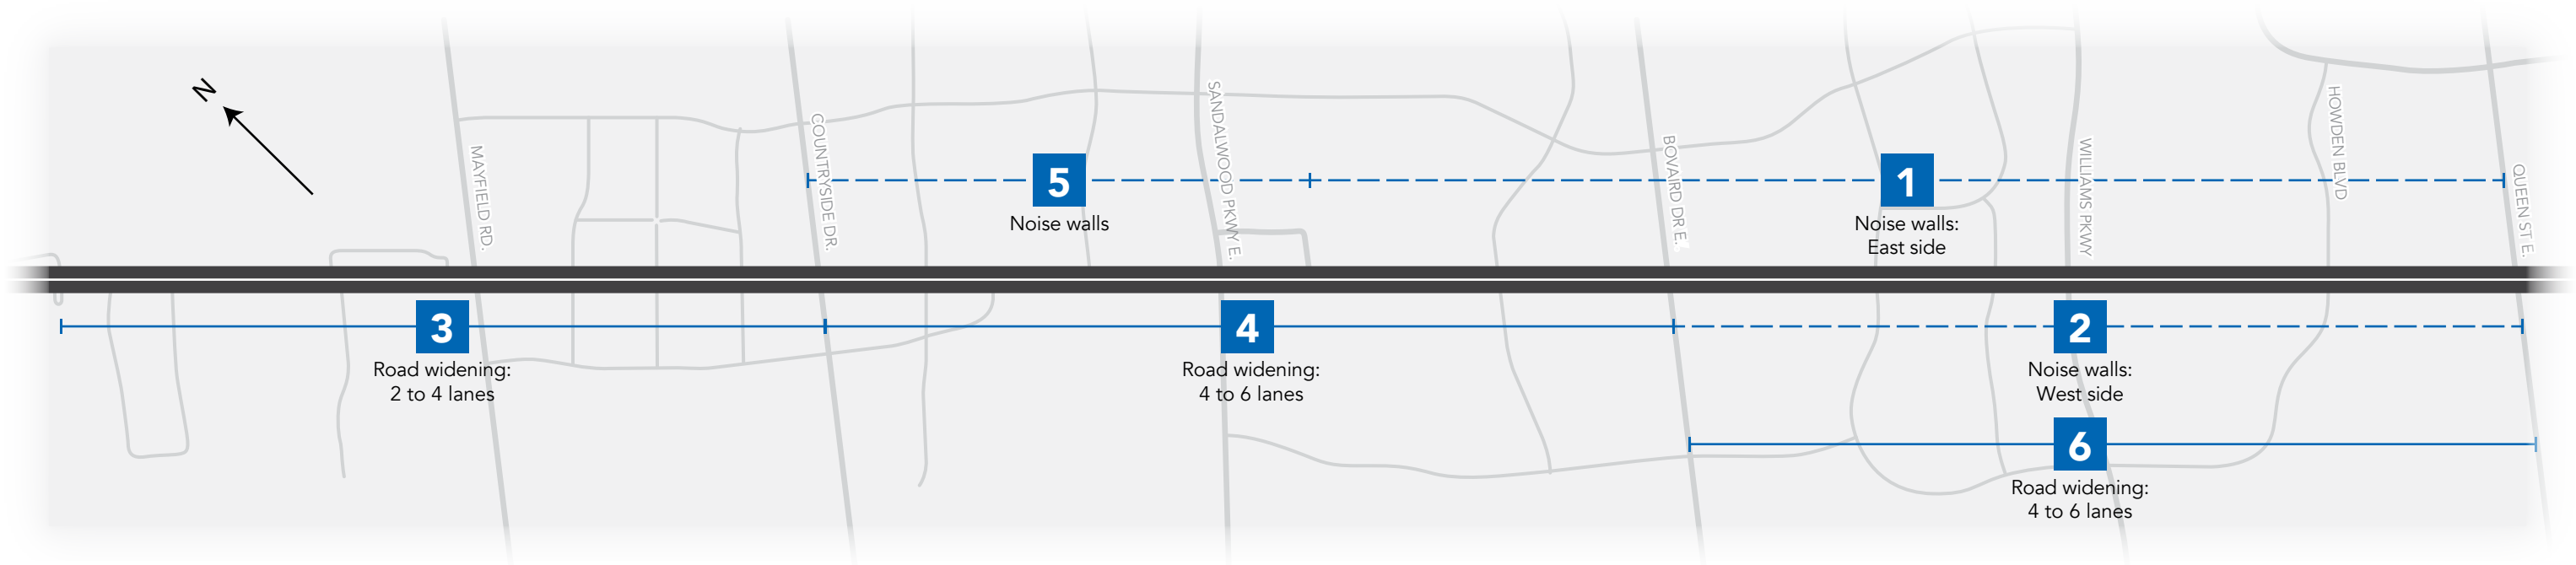 N
MAYFIELD RD.
COUNTRYSIDE DR.
SANDALWOOD PKWY E.
BOVAIRD DR E.
WILLIAMS PKWY
HOWDEN BLVD
QUEEN ST E.
5
Noise walls
1
Noise walls:
East side
3
Road widening:
2 to 4 lanes
4
Road widening:
4 to 6 lanes
2
Noise walls:
West side
6
Road widening:
4 to 6 lanes